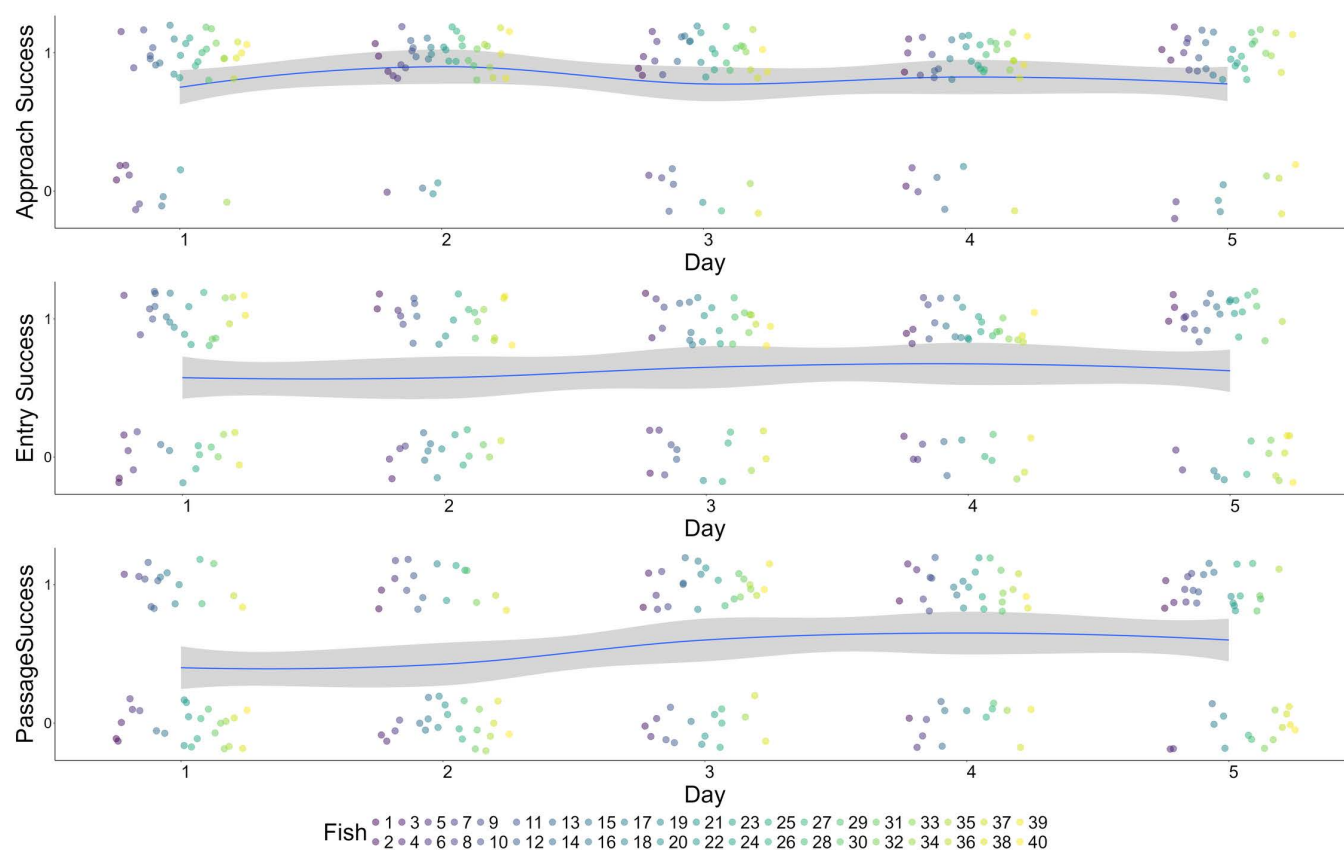 Approach Success
1
0
1 2 3 4 5
Day
Entry Success
1
0
1 2 3 4 5
Day
PassageSuccess
1
0
1 2 3 4 5
Day
Fish
1 3 5 7 9 11 13 15 17 19 21 23 25 27 29 31 33 35 37 39
2 4 6 8 10 12 14 16 18 20 22 24 26 28 30 32 34 36 38 40